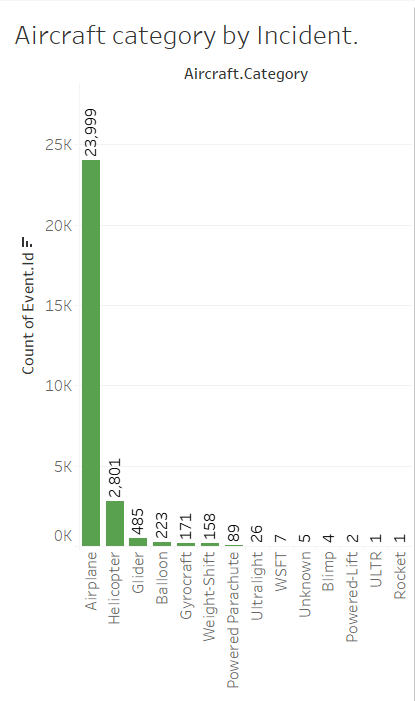 Aircraft category by Incident.
Aircraft.Category
Count of Event.Id
25K
20K
15K
10K
5K
0K
23,999
2,801
485
223
171
158
89
26
7
5
4
2
1
1
Airplane
Helicopter
Glider
Balloon
Gyrocraft
Weight-Shift
Powered Parachute
Ultralight
WSFT
Unknown
Blimp
Powered-Lift
ULTR
Rocket